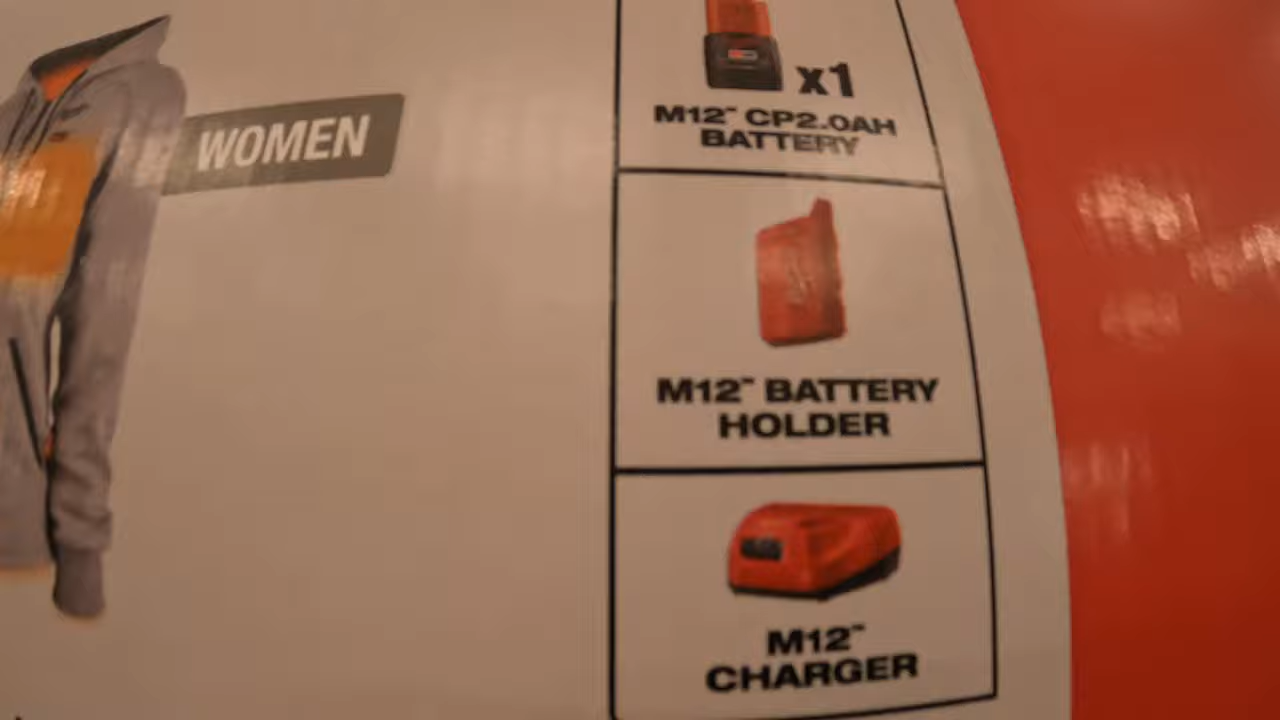 WOMEN
x1
M12™ CP2.0AH
BATTERY
M12™ BATTERY
HOLDER
M12™
CHARGER